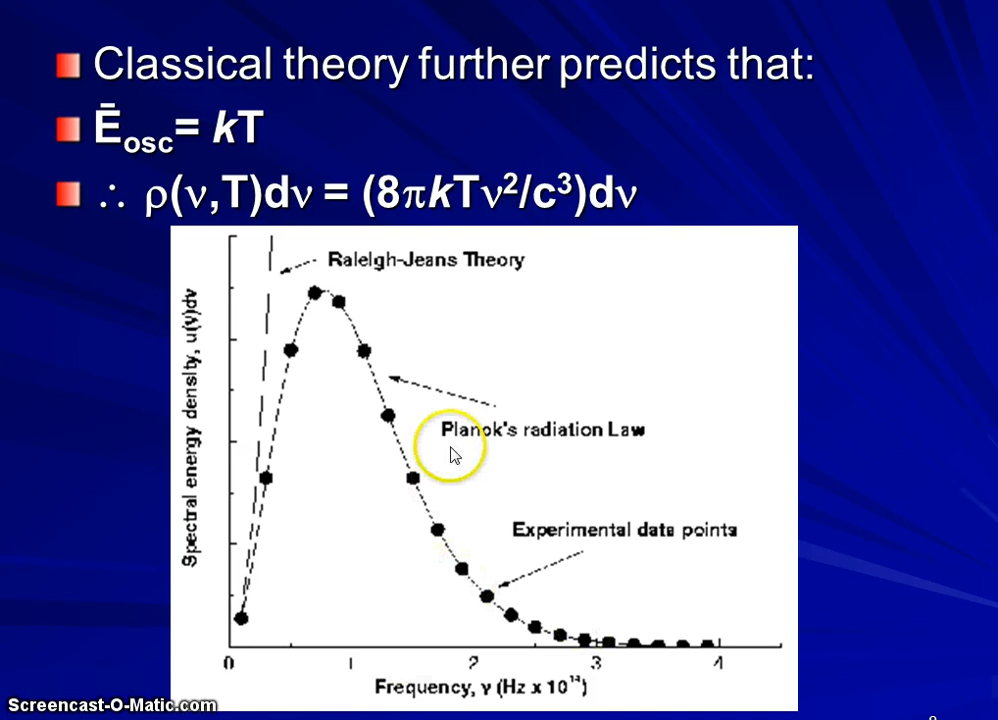 Classical theory further predicts that:
Ēosc= kT
∴ ρ(ν,T)dν = (8πkTν²/c³)dν
Raleigh-Jeans Theory
Planck's radiation Law
Experimental data points
Spectral energy density, u(ν)dν
0 1 2 3 4
Frequency, γ (Hz x 10¹⁴)
Screencast-O-Matic.com